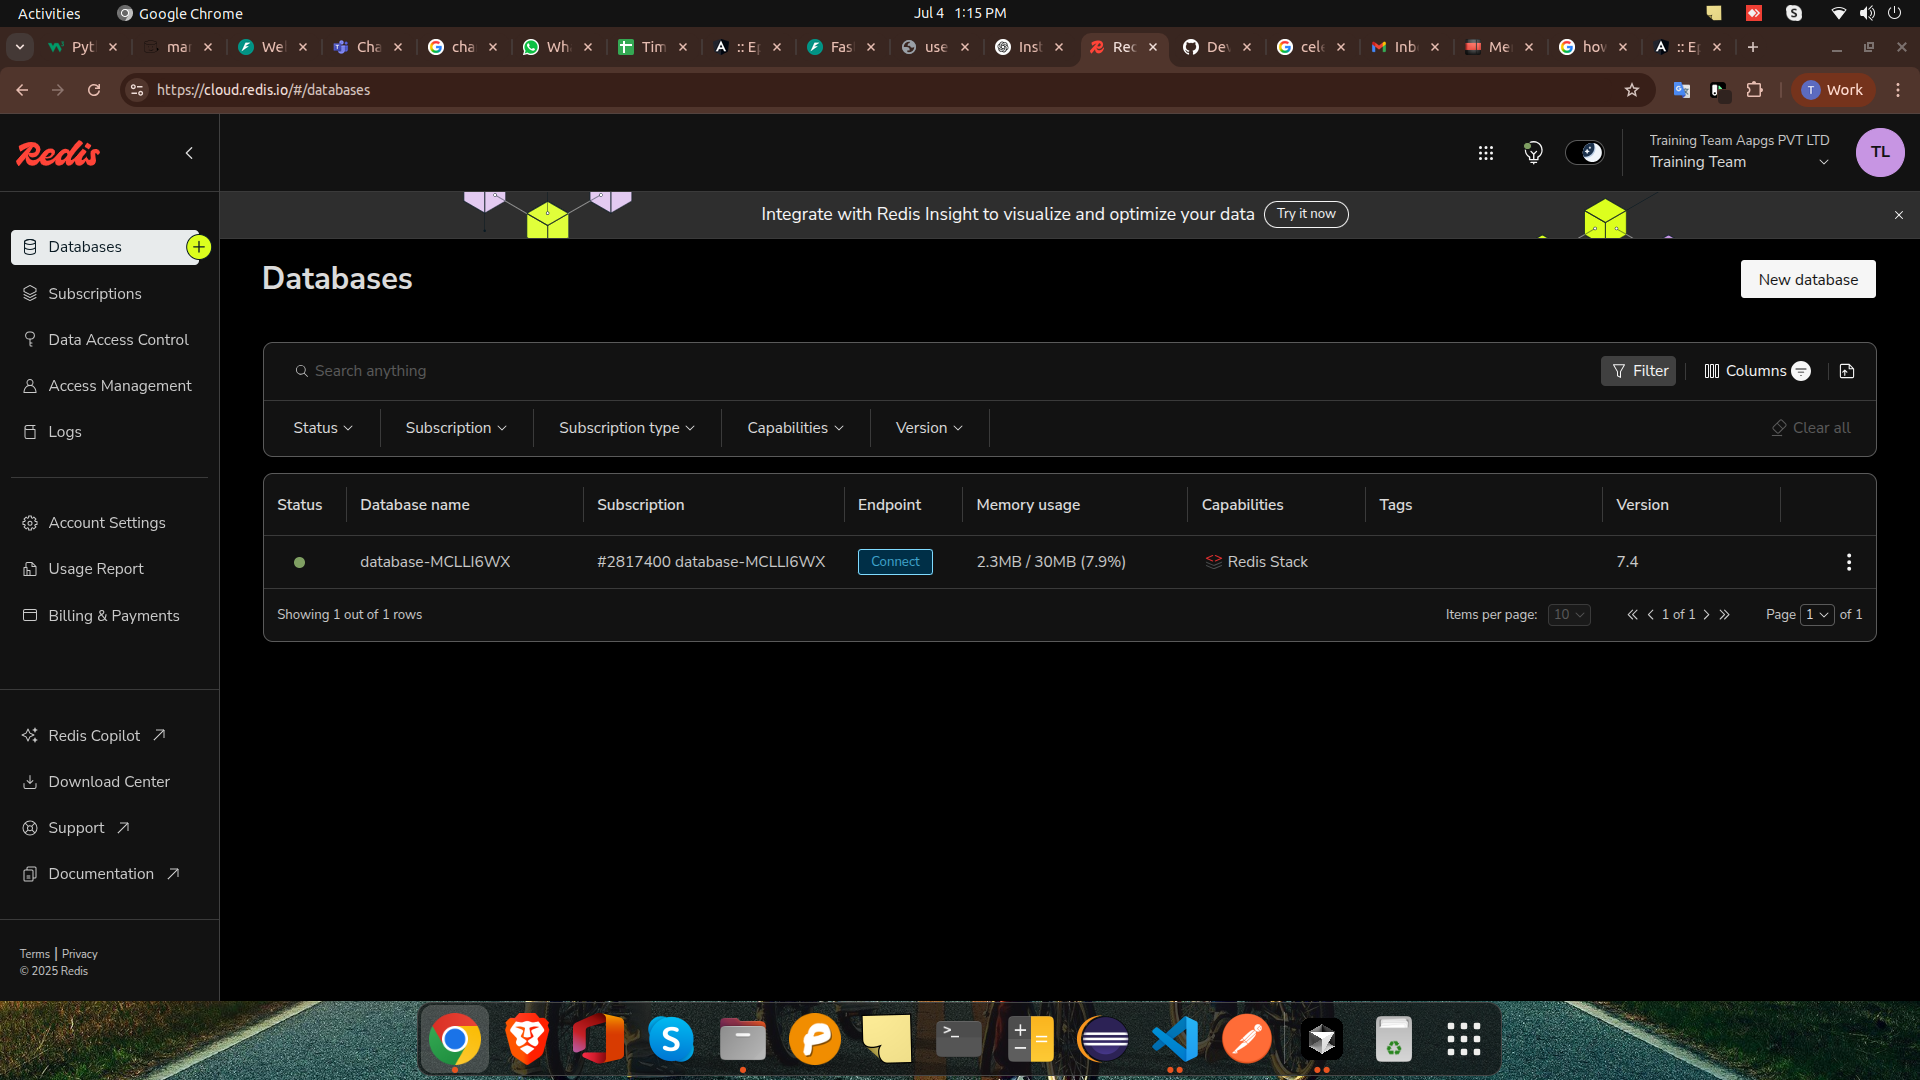 Activities Google Chrome Jul 4 1:15 PM
Pyt mar Wel Cha cha Wh Tim :: Ep Fas use Inst Rec Dev cele Inb Me hov :: Ep
https://cloud.redis.io/#/databases Work
Redis
Training Team Aapgs PVT LTD
Training Team
TL
Integrate with Redis Insight to visualize and optimize your data Try it now
Databases
Subscriptions
Data Access Control
Access Management
Logs
Account Settings
Usage Report
Billing & Payments
Redis Copilot
Download Center
Support
Documentation
Terms | Privacy
© 2025 Redis
Databases New database
Search anything Filter Columns
Status Subscription Subscription type Capabilities Version Clear all
Status Database name Subscription Endpoint Memory usage Capabilities Tags Version
database-MCLLI6WX #2817400 database-MCLLI6WX Connect 2.3MB / 30MB (7.9%) Redis Stack 7.4
Showing 1 out of 1 rows Items per page: 10 1 of 1 Page 1 of 1